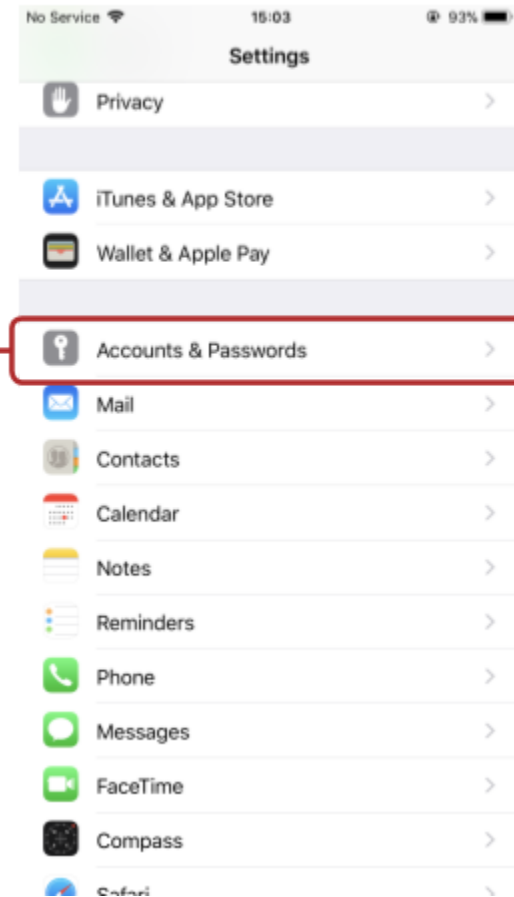 No Service 15:03 93%
Settings
Privacy
iTunes & App Store
Wallet & Apple Pay
Accounts & Passwords
Mail
Contacts
Calendar
Notes
Reminders
Phone
Messages
FaceTime
Compass
Safari